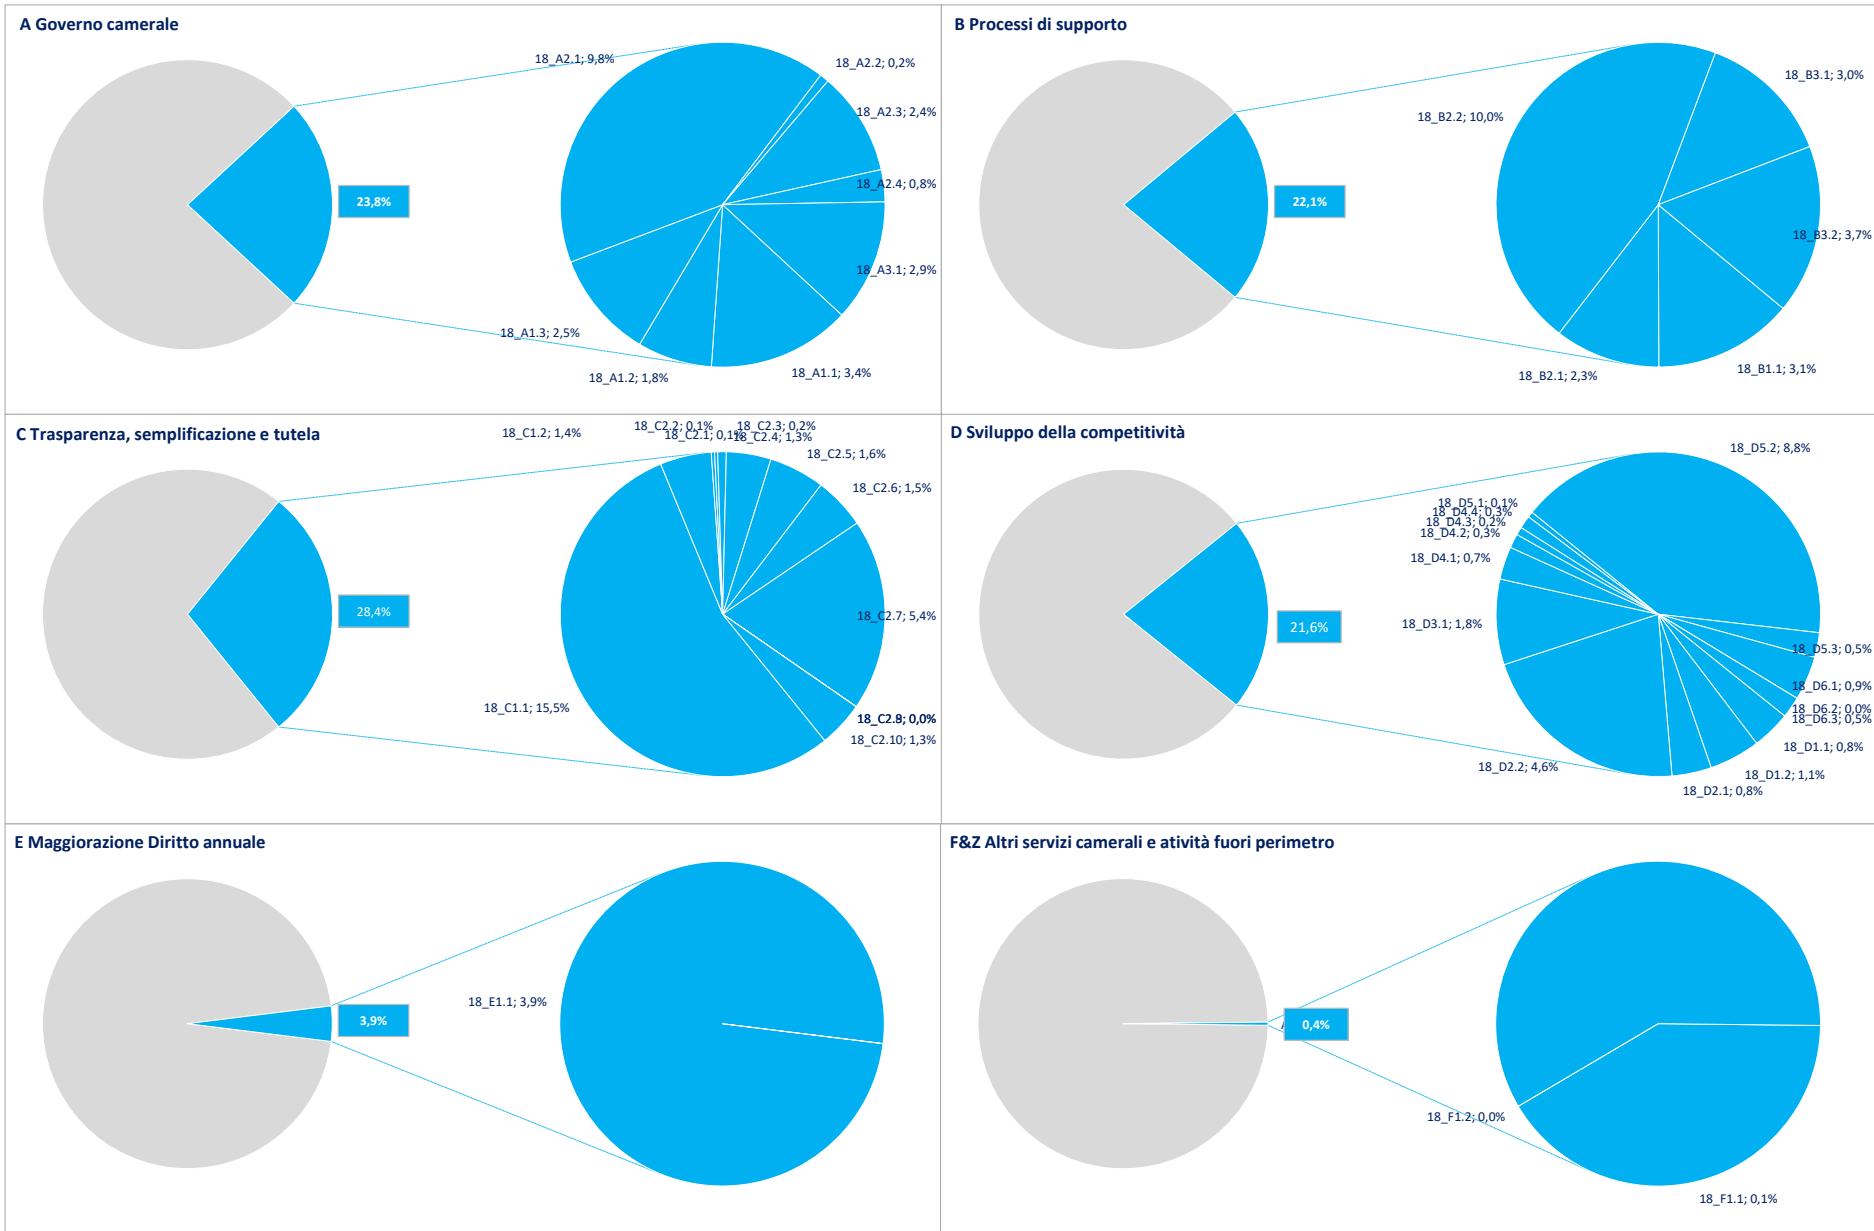 A Governo camerale
18_A2.1; 9,8%
18_A2.2; 0,2%
18_A2.3; 2,4%
18_A2.4; 0,8%
23,8%
18_A3.1; 2,9%
18_A1.3; 2,5%
18_A1.2; 1,8%
18_A1.1; 3,4%
B Processi di supporto
18_B3.1; 3,0%
18_B2.2; 10,0%
22,1%
18_B3.2; 3,7%
18_B1.1; 3,1%
18_B2.1; 2,3%
C Trasparenza, semplificazione e tutela
18_C1.2; 1,4%
18_C2.2; 0,1%
18_C2.3; 0,2%
18_C2.1; 0,1%
18_C2.4; 1,3%
18_C2.5; 1,6%
18_C2.6; 1,5%
28,4%
18_C2.7; 5,4%
18_C1.1; 15,5%
18_C2.9; 0,0%
18_C2.10; 1,3%
D Sviluppo della competitività
18_D5.2; 8,8%
18_D5.1; 0,1%
18_D4.4; 0,3%
18_D4.3; 0,2%
18_D4.2; 0,3%
18_D4.1; 0,7%
18_D3.1; 1,8%
21,6%
18_D5.3; 0,5%
18_D6.1; 0,9%
18_D6.2; 0,0%
18_D6.3; 0,5%
18_D1.1; 0,8%
18_D2.2; 4,6%
18_D1.2; 1,1%
18_D2.1; 0,8%
E Maggiorazione Diritto annuale
18_E1.1; 3,9%
3,9%
F&Z Altri servizi camerali e atività fuori perimetro
0,4%
18_F1.2; 0,0%
18_F1.1; 0,1%